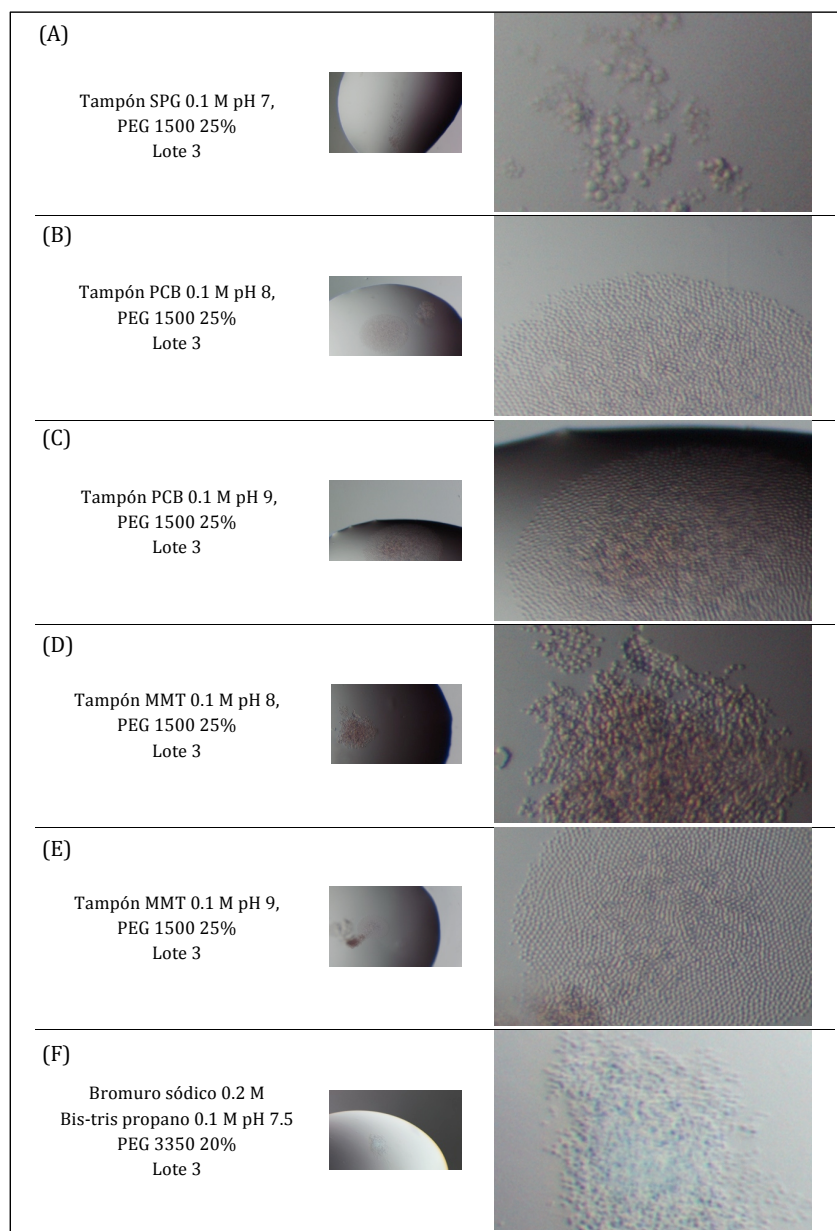 (A)
Tampón SPG 0.1 M pH 7,
PEG 1500 25%
Lote 3
(B)
Tampón PCB 0.1 M pH 8,
PEG 1500 25%
Lote 3
(C)
Tampón PCB 0.1 M pH 9,
PEG 1500 25%
Lote 3
(D)
Tampón MMT 0.1 M pH 8,
PEG 1500 25%
Lote 3
(E)
Tampón MMT 0.1 M pH 9,
PEG 1500 25%
Lote 3
(F)
Bromuro sódico 0.2 M
Bis-tris propano 0.1 M pH 7.5
PEG 3350 20%
Lote 3